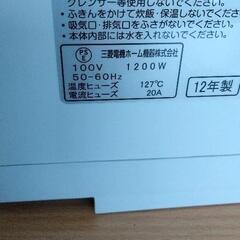 クレンザー等使用しないでください。
・ふきんをかけて炊飯・保温しないでください。
・吸気口・排気口をふさがないでください。
・本体内部には水を入れないでください。
PS
E
三菱電機ホーム機器株式会社
100V 1200W
50-60Hz
温度ヒューズ 127℃
電流ヒューズ 20A
12年製